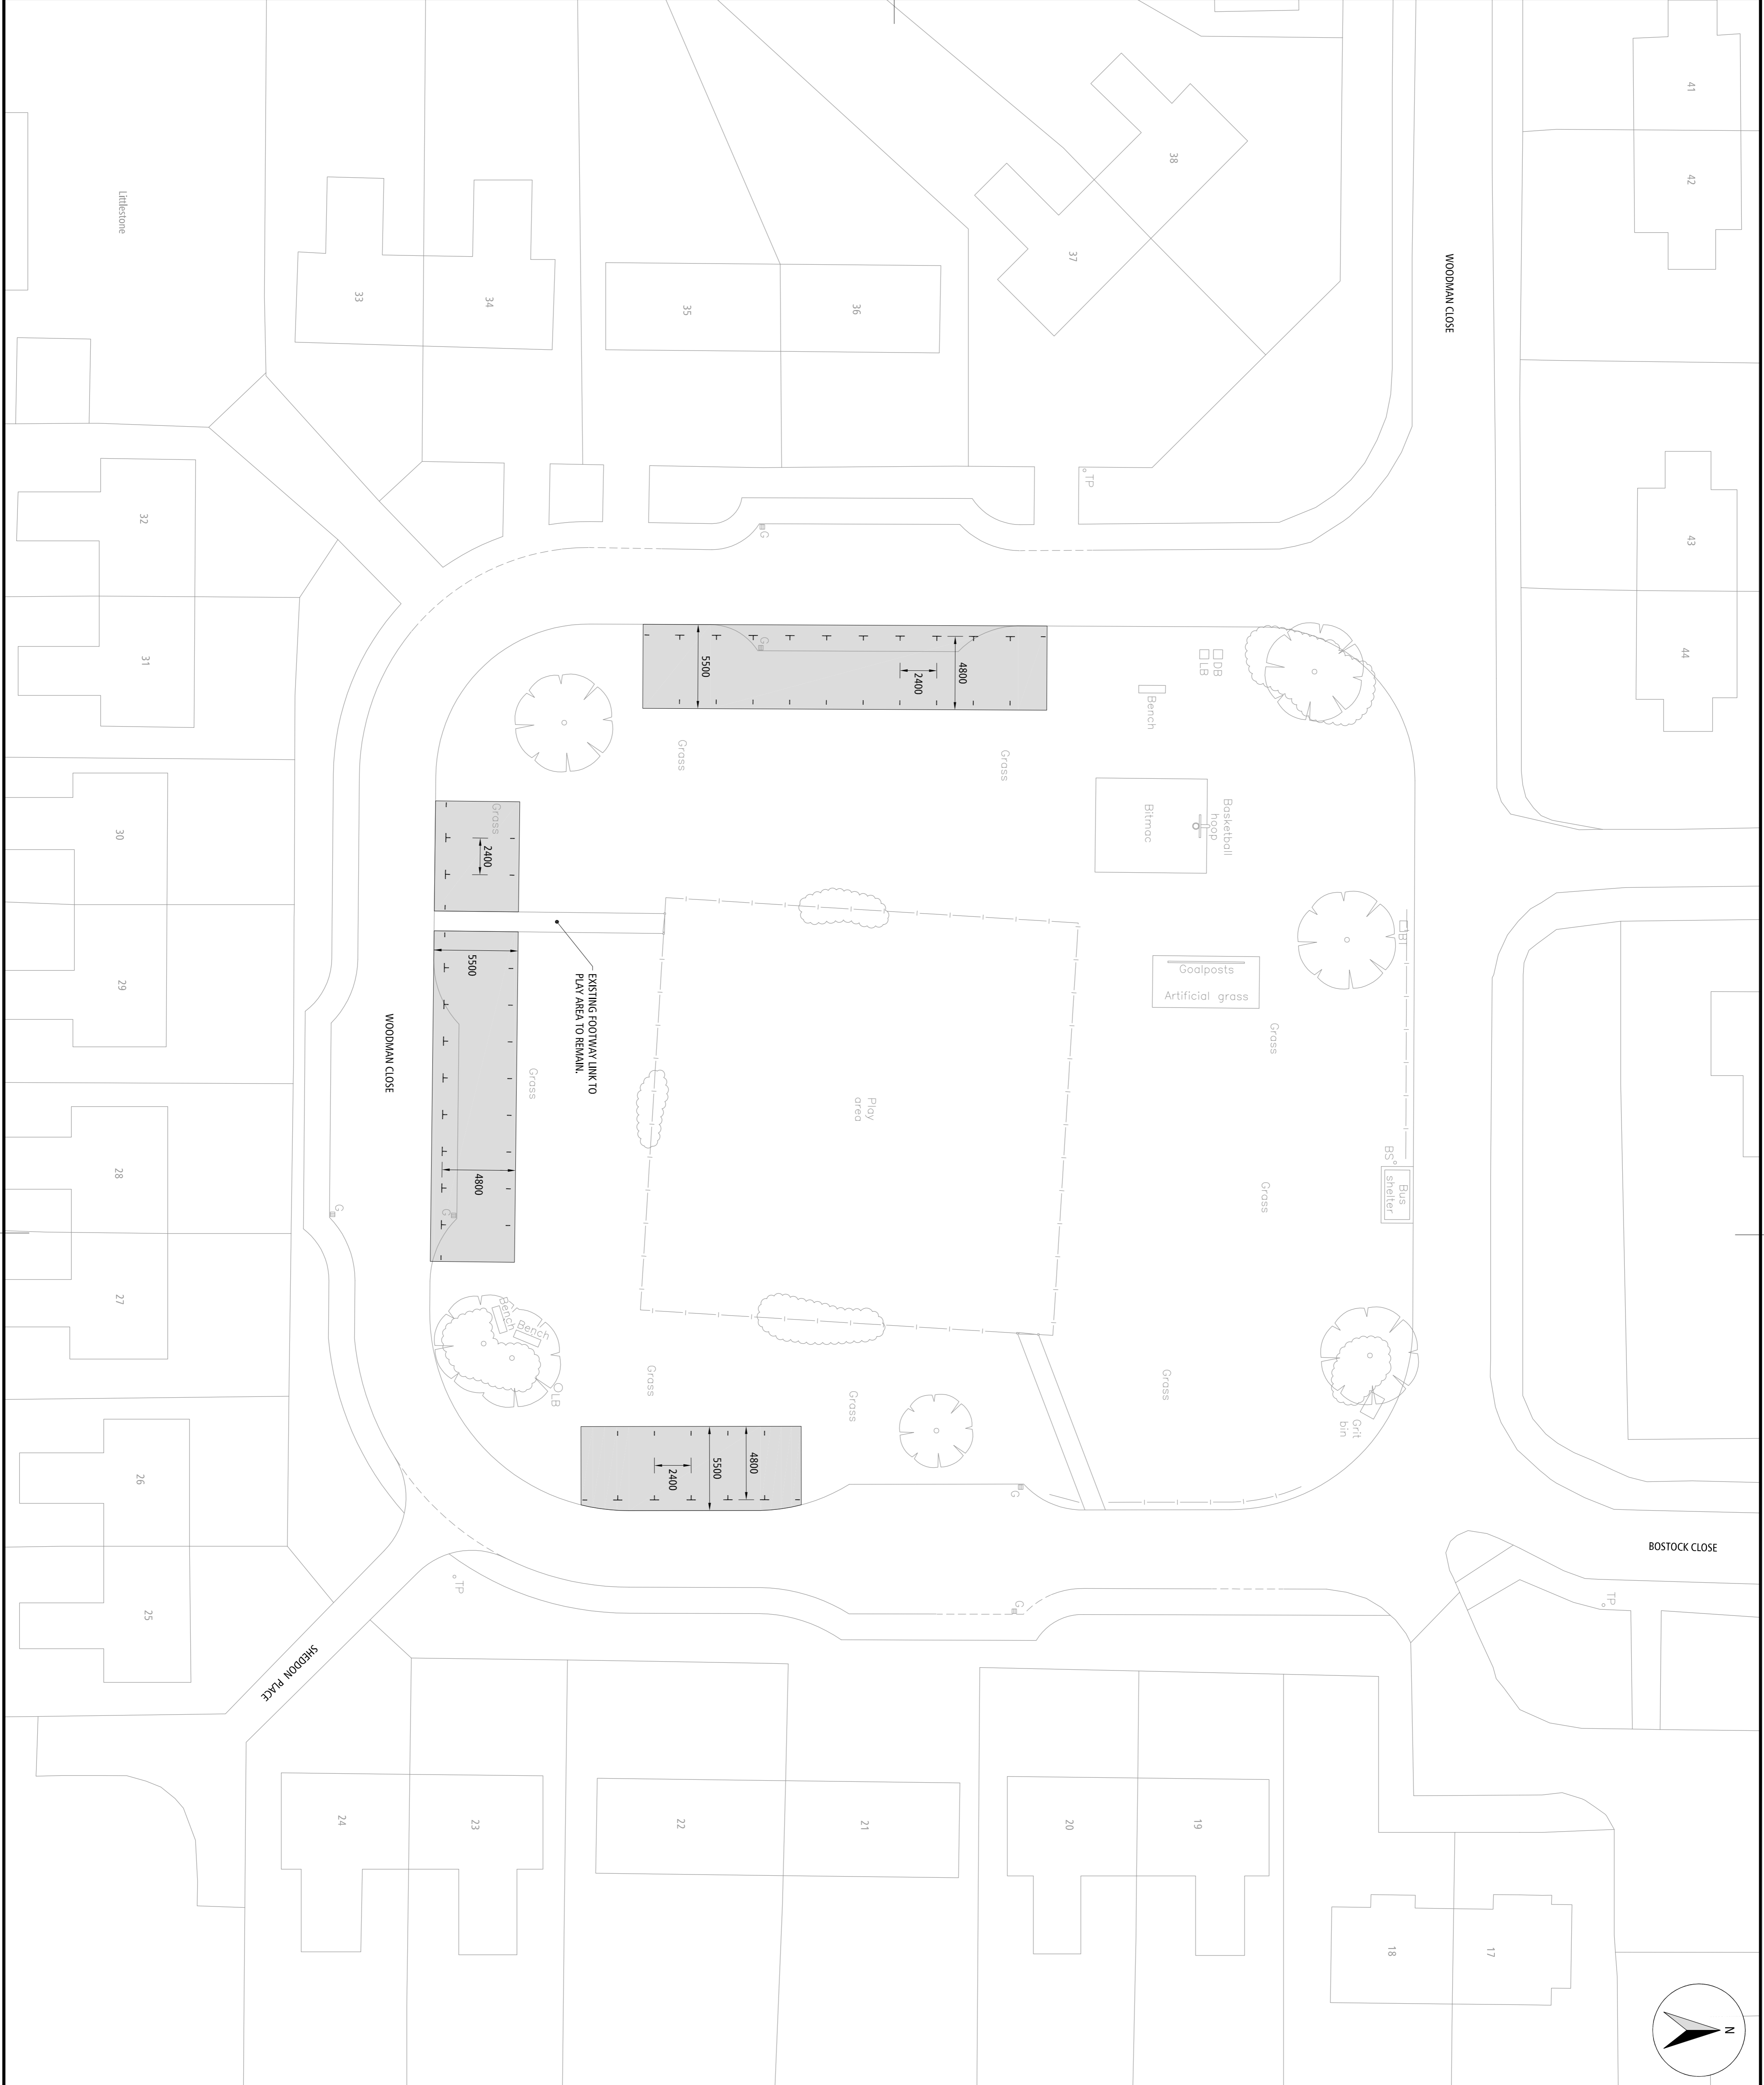 41
42
38
37
Littlestone
33
34
35
36
WOODMAN CLOSE
43
44
32
31
TP
G
G
5500
2400
4800
LB
DB
Bench
Grass
Grass
Grass
2400
Bitmac
Basketball
hoop
30
29
5500
EXISTING FOOTWAY LINK TO
PLAY AREA TO REMAIN.
Goalposts
Artificial grass
Grass
WOODMAN CLOSE
Grass
Play
area
28
27
4800
G
G
BS
Bus
shelter
Grass
Bench
Bench
LB
Grass
Grass
Grass
Grit
bin
4800
5500
2400
G
26
25
BOSTOCK CLOSE
TP
G
TP
SHEDDON PLACE
24
23
22
21
20
19
18
17
N